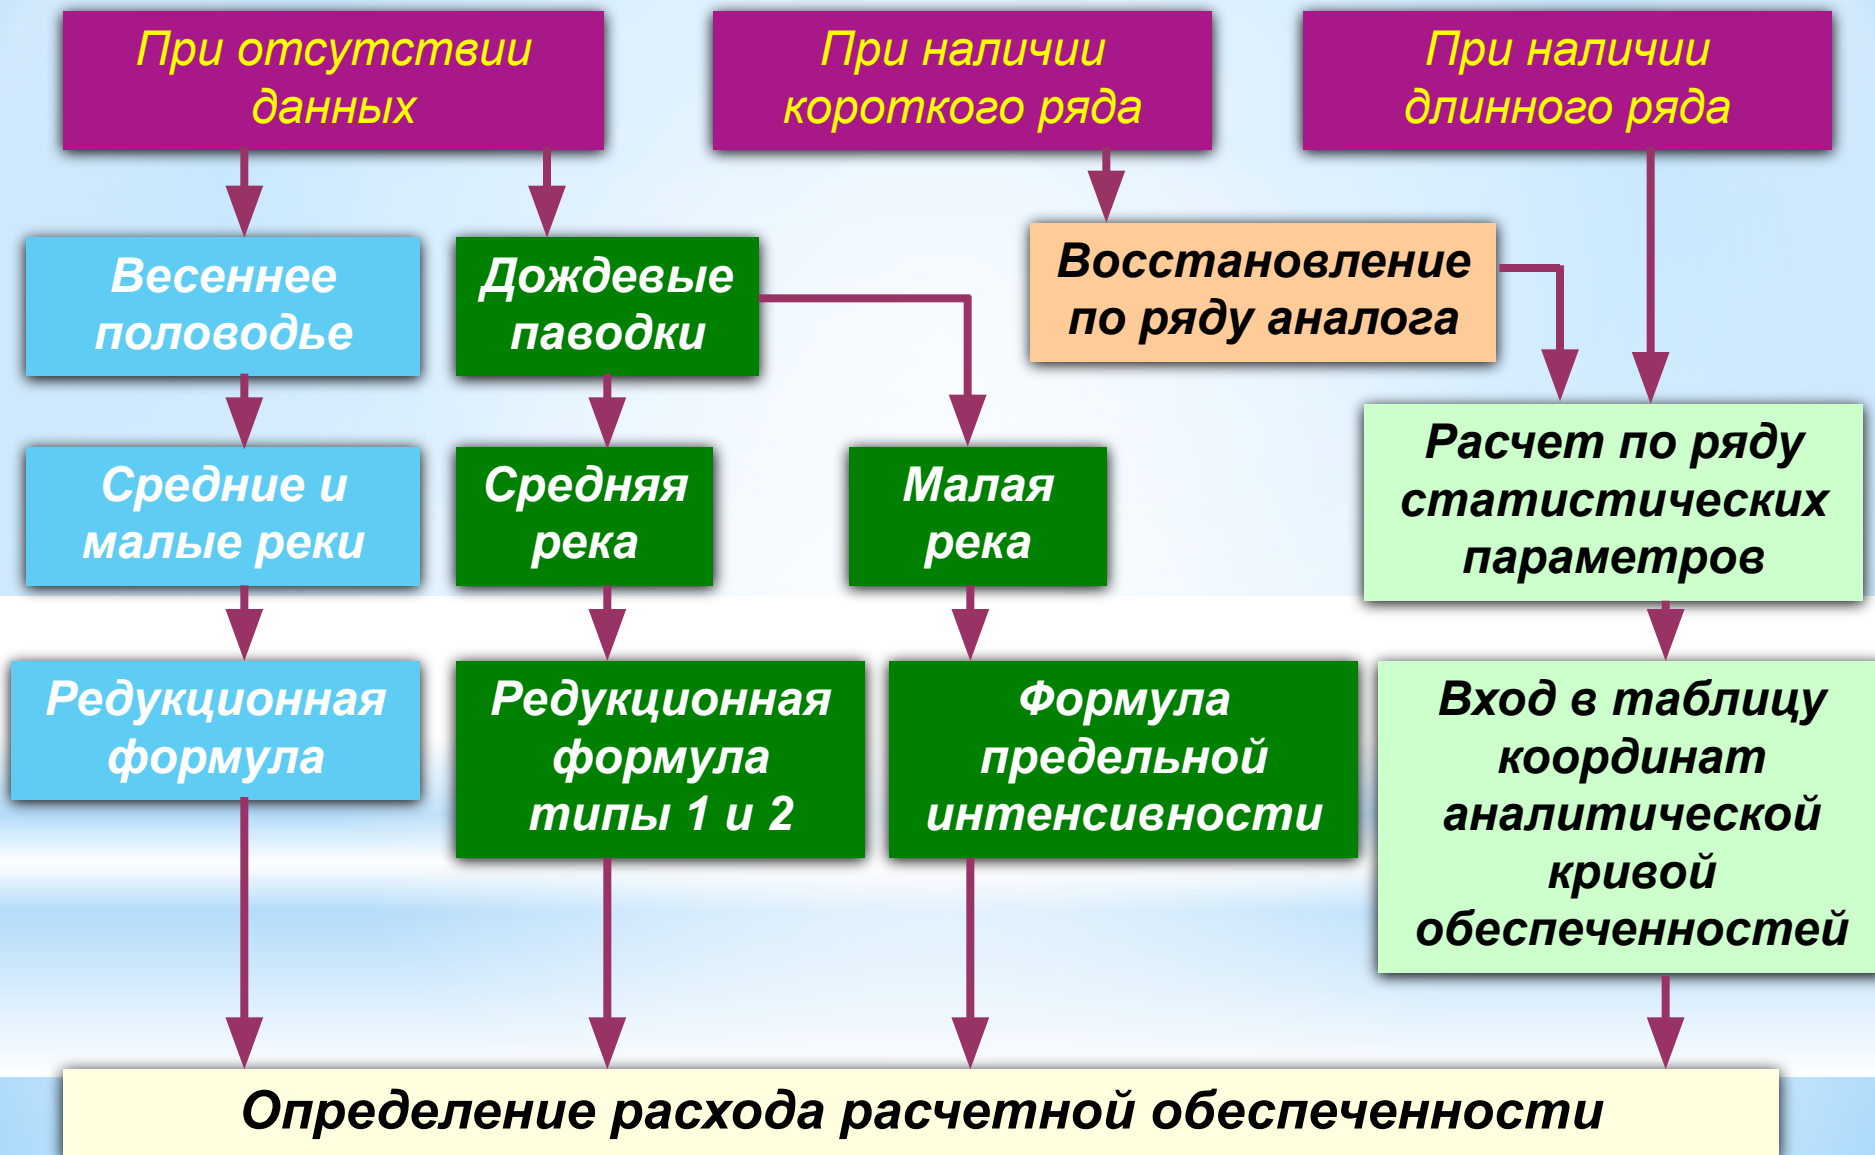 При отсутствии
данных
При наличии
короткого ряда
При наличии
длинного ряда
Весеннее
половодье
Дождевые
паводки
Восстановление
по ряду аналога
Средние и
малые реки
Средняя
река
Малая
река
Расчет по ряду
статистических
параметров
Редукционная
формула
Редукционная
формула
типы 1 и 2
Формула
предельной
интенсивности
Вход в таблицу
координат
аналитической
кривой
обеспеченностей
Определение расхода расчетной обеспеченности